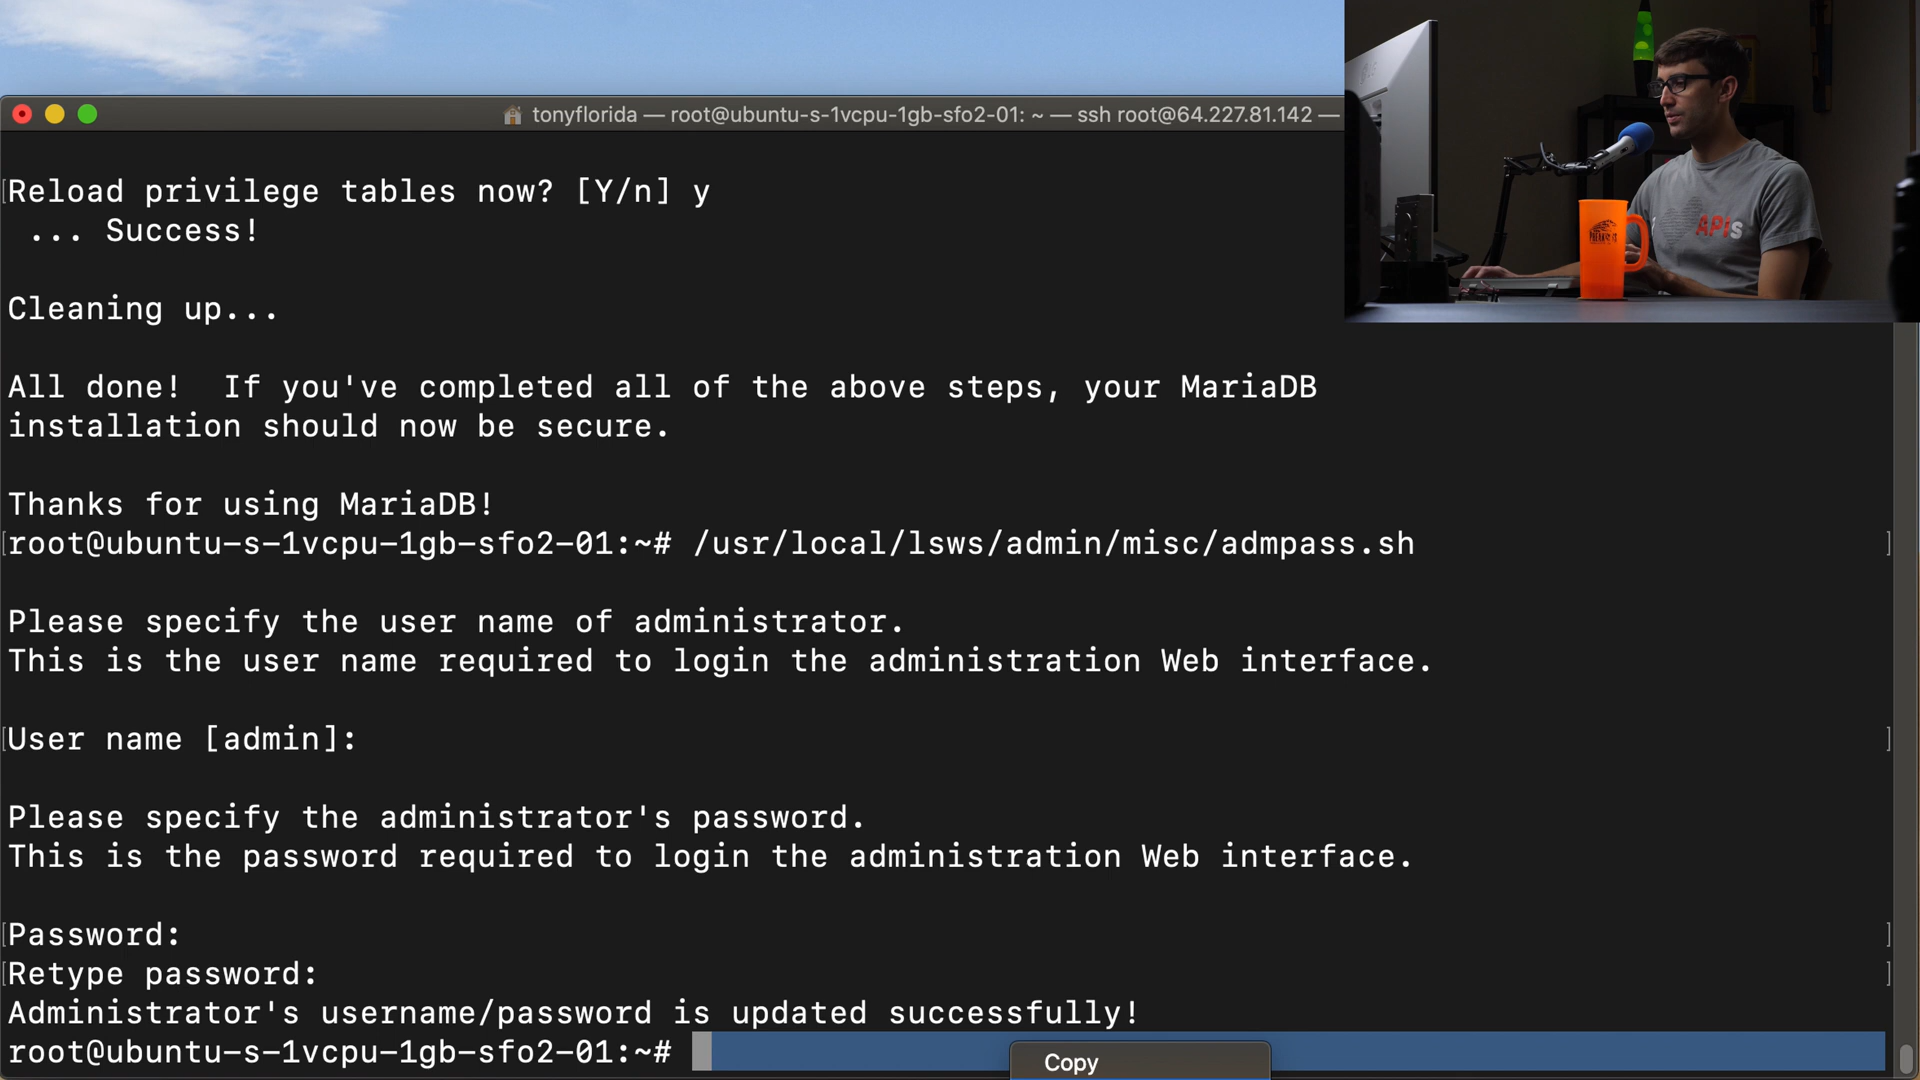 tonyflorida — root@ubuntu-s-1vcpu-1gb-sfo2-01: ~ — ssh root@64.227.81.142 —
APIs
Reload privilege tables now? [Y/n] y
... Success!
Cleaning up...
All done!  If you've completed all of the above steps, your MariaDB
installation should now be secure.
Thanks for using MariaDB!
root@ubuntu-s-1vcpu-1gb-sfo2-01:~# /usr/local/lsws/admin/misc/admpass.sh
Please specify the user name of administrator.
This is the user name required to login the administration Web interface.
User name [admin]:
Please specify the administrator's password.
This is the password required to login the administration Web interface.
Password:
Retype password:
Administrator's username/password is updated successfully!
root@ubuntu-s-1vcpu-1gb-sfo2-01:~#
Copy